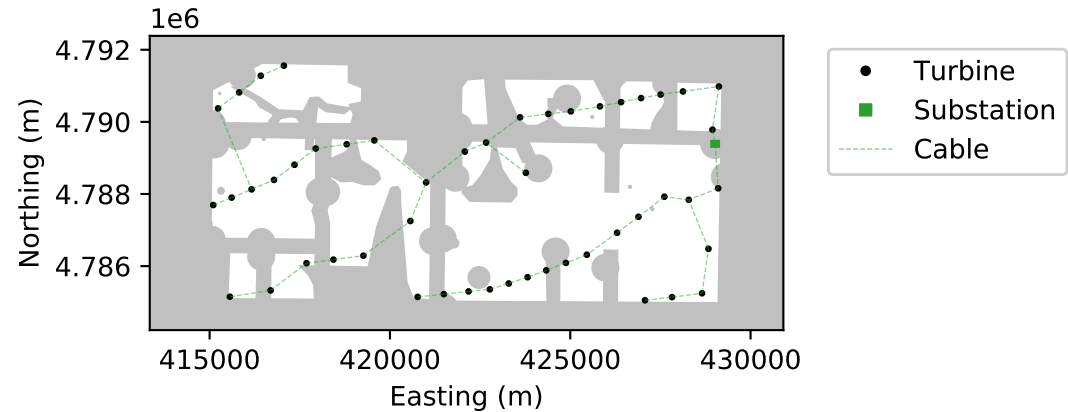 1e6
4.792
4.790
4.788
4.786
Northing (m)
415000 420000 425000 430000
Easting (m)
Turbine
Substation
Cable